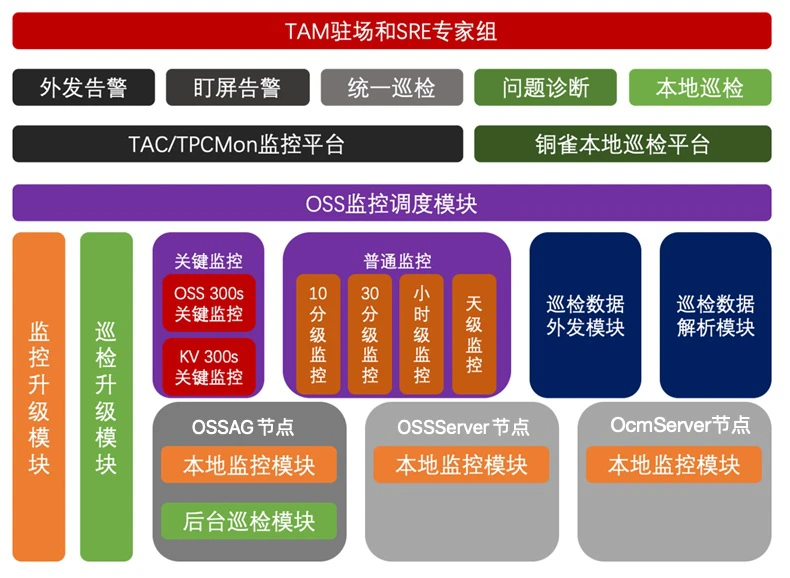 TAM驻场和SRE专家组
外发告警
盯屏告警
统一巡检
问题诊断
本地巡检
TAC/TPCMon监控平台
铜雀本地巡检平台
OSS监控调度模块
监控升级模块
巡检升级模块
关键监控
OSS 300s
关键监控
KV 300s
关键监控
普通监控
10分级监控
30分级监控
小时级监控
天级监控
巡检数据
外发模块
巡检数据
解析模块
OSSAG节点
本地监控模块
后台巡检模块
OSSServer节点
本地监控模块
OcmServer节点
本地监控模块